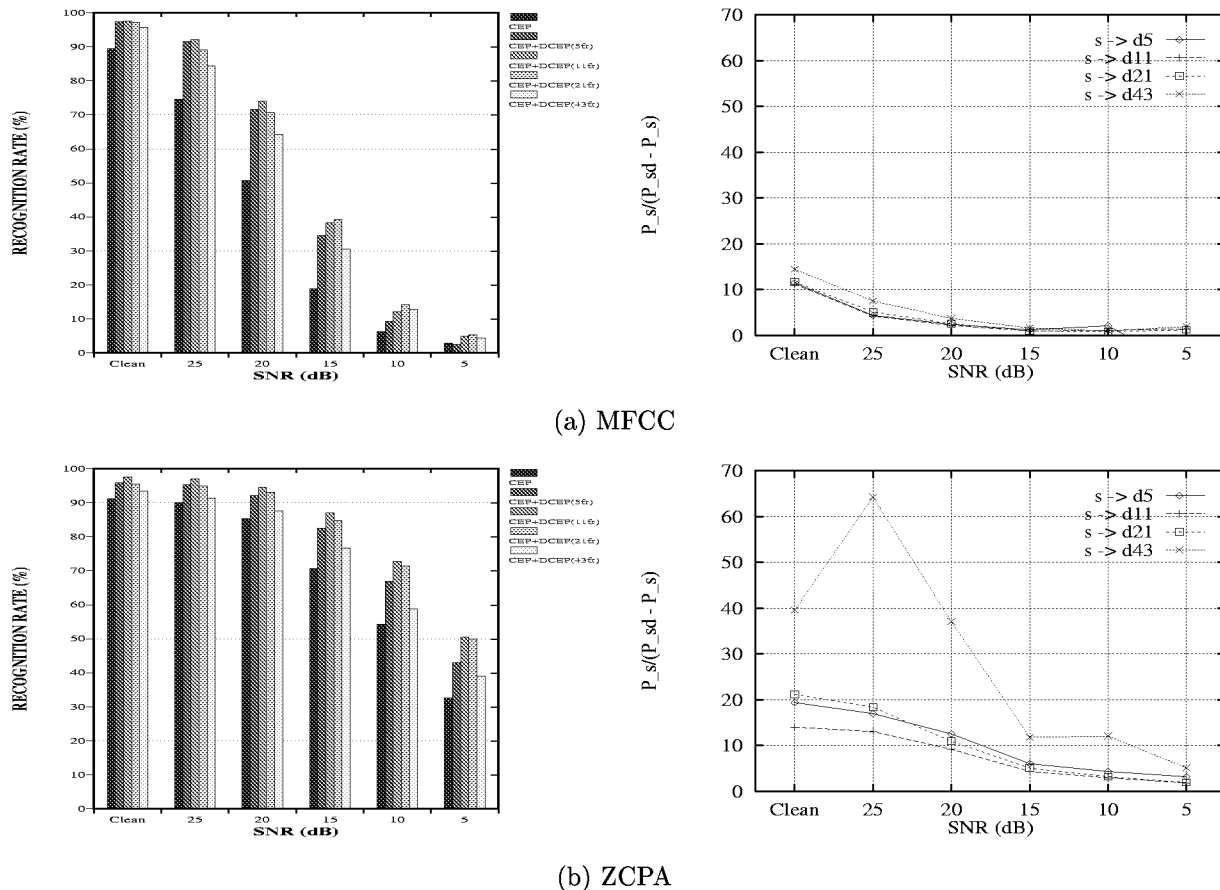 100
90
80
70
60
50
40
30
20
10
0
RECOGNITION RATE (%)
Clean 25 20 15 10 5
SNR (dB)
CEP
CEP+DCEP(5fr)
CEP+DCEP(11fr)
CEP+DCEP(21fr)
CEP+DCEP(43fr)
70
60
50
40
30
20
10
0
P_s/(P_sd - P_s)
s -> d5
s -> d11
s -> d21
s -> d43
Clean 25 20 15 10 5
SNR (dB)
(a) MFCC
100
90
80
70
60
50
40
30
20
10
0
RECOGNITION RATE (%)
Clean 25 20 15 10 5
SNR (dB)
CEP
CEP+DCEP(5fr)
CEP+DCEP(11fr)
CEP+DCEP(21fr)
CEP+DCEP(43fr)
70
60
50
40
30
20
10
0
P_s/(P_sd - P_s)
s -> d5
s -> d11
s -> d21
s -> d43
Clean 25 20 15 10 5
SNR (dB)
(b) ZCPA